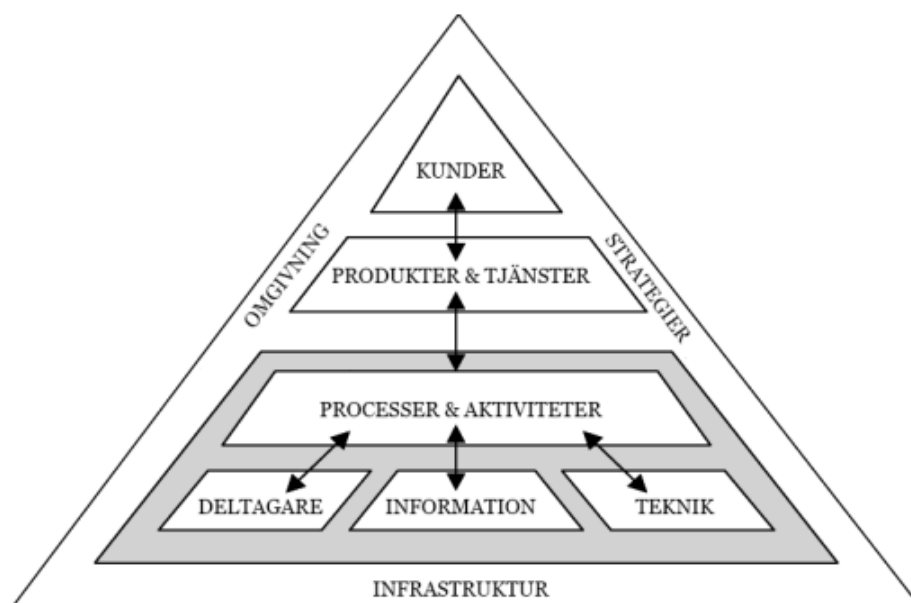 KUNDER
OMGIVNING
STRATEGIER
PRODUKTER & TJÄNSTER
PROCESSER & AKTIVITETER
DELTAGARE
INFORMATION
TEKNIK
INFRASTRUKTUR